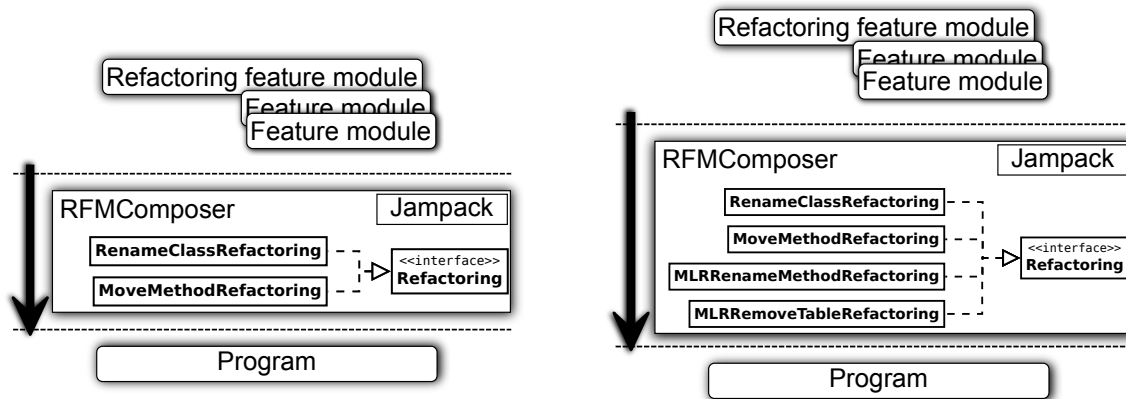 Refactoring feature module
Feature module
Feature module
RFMComposer
Jampack
RenameClassRefactoring
MoveMethodRefactoring
<<interface>>
Refactoring
Program
Refactoring feature module
Feature module
Feature module
RFMComposer
Jampack
RenameClassRefactoring
MoveMethodRefactoring
MLRRenameMethodRefactoring
MLRRemoveTableRefactoring
<<interface>>
Refactoring
Program